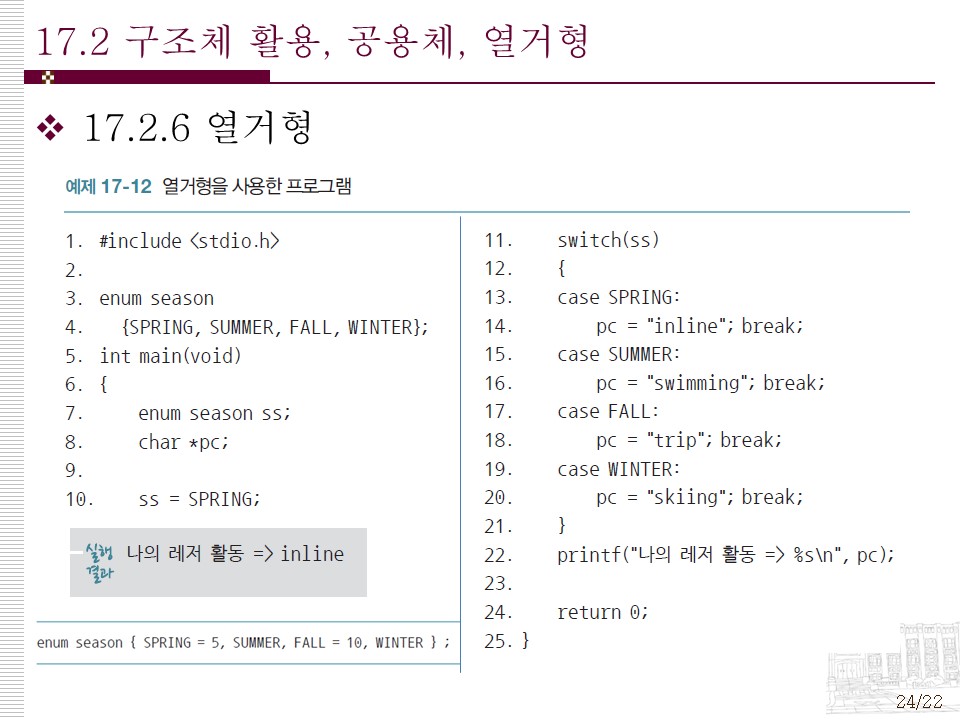 17.2 구조체 활용, 공용체, 열거형
❖ 17.2.6 열거형
예제 17-12 열거형을 사용한 프로그램
1. #include <stdio.h>
2.
3. enum season
4. {SPRING, SUMMER, FALL, WINTER};
5. int main(void)
6. {
7. enum season ss;
8. char *pc;
9.
10. ss = SPRING;
실행
결과
나의 레저 활동 => inline
enum season { SPRING = 5, SUMMER, FALL = 10, WINTER } ;
11. switch(ss)
12. {
13. case SPRING:
14. pc = "inline"; break;
15. case SUMMER:
16. pc = "swimming"; break;
17. case FALL:
18. pc = "trip"; break;
19. case WINTER:
20. pc = "skiing"; break;
21. }
22. printf("나의 레저 활동 => %s\n", pc);
23.
24. return 0;
25. }
24/22